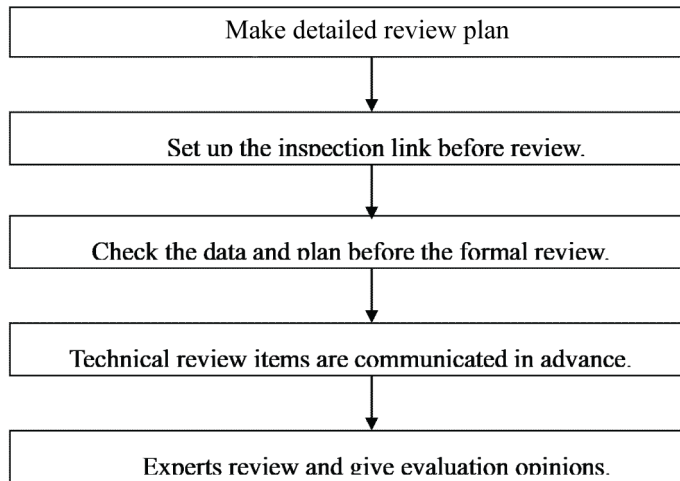 Make detailed review plan
Set up the inspection link before review.
Check the data and plan before the formal review.
Technical review items are communicated in advance.
Experts review and give evaluation opinions.